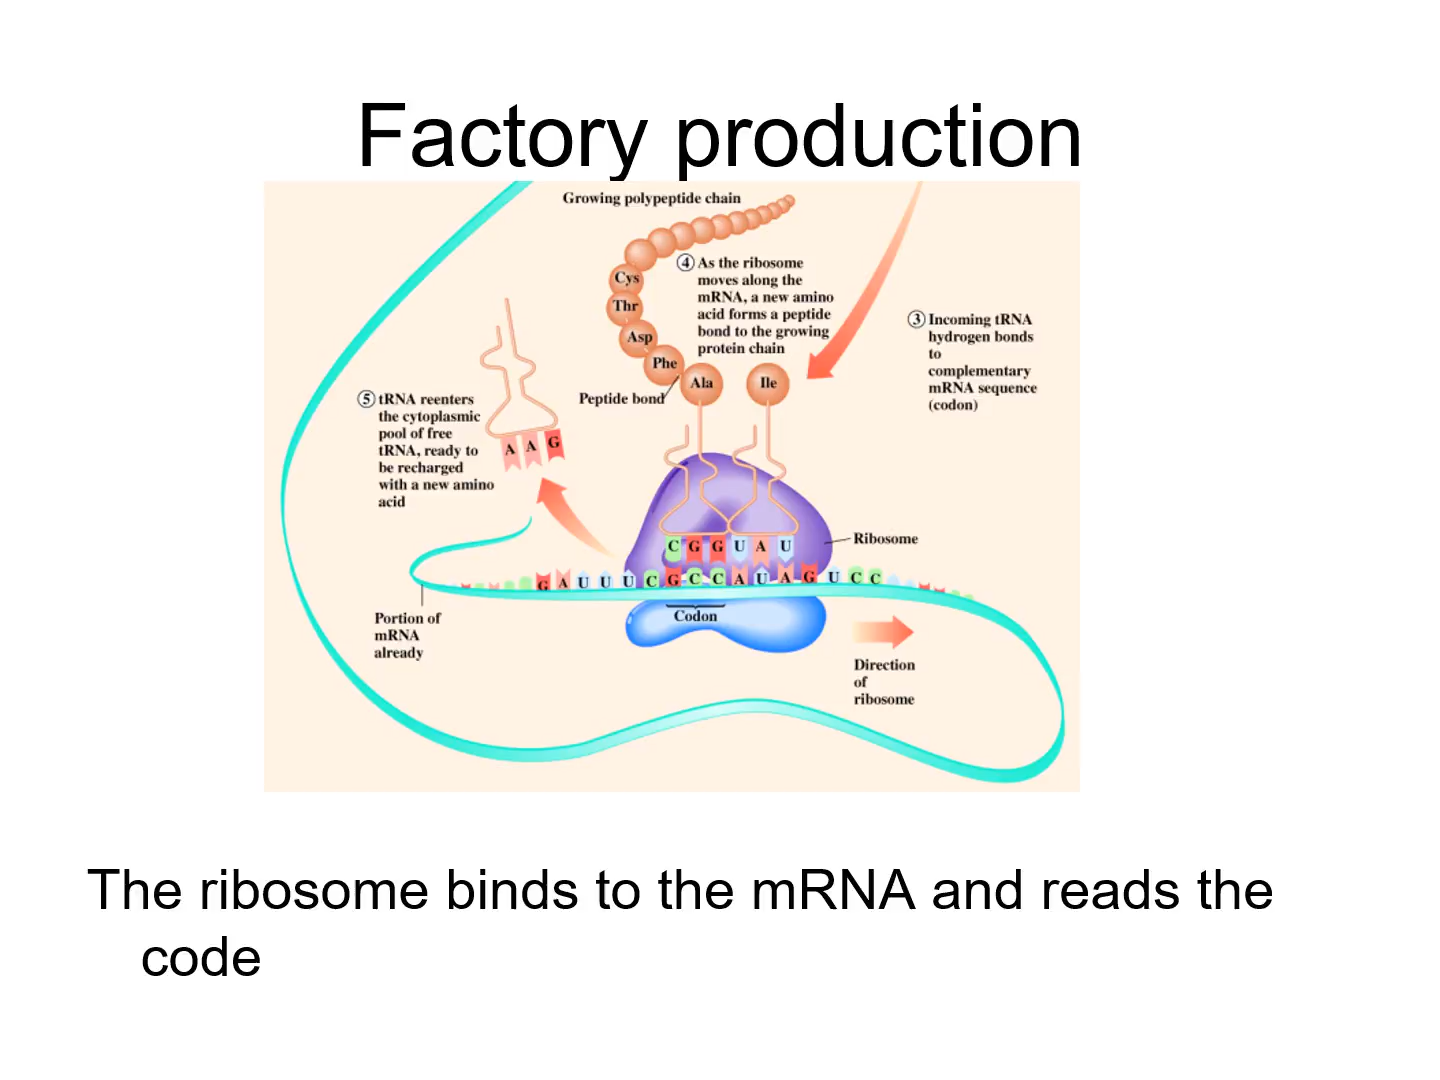 Factory production
Growing polypeptide chain
4 As the ribosome
moves along the
mRNA, a new amino
acid forms a peptide
bond to the growing
protein chain
Cys
Thr
Asp
Phe
Ala
Ile
Peptide bond
3 Incoming tRNA
hydrogen bonds
to
complementary
mRNA sequence
(codon)
5 tRNA reenters
the cytoplasmic
pool of free
tRNA, ready to
be recharged
with a new amino
acid
A A G
C G G U A U
Ribosome
G A U U U C G C C A U A G U C C
Codon
Portion of
mRNA
already
Direction
of
ribosome
The ribosome binds to the mRNA and reads the
code